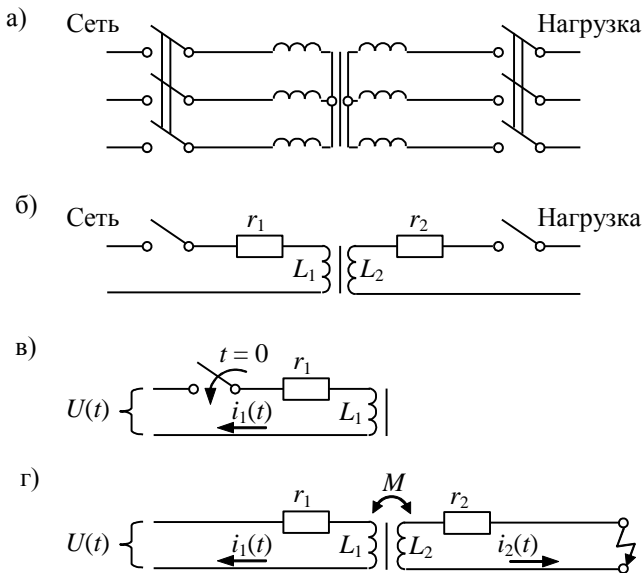 а)
Сеть
Нагрузка
б)
Сеть
Нагрузка
r1
r2
L1
L2
в)
t = 0
r1
U(t)
i1(t)
L1
г)
M
r1
r2
U(t)
i1(t)
L1
L2
i2(t)